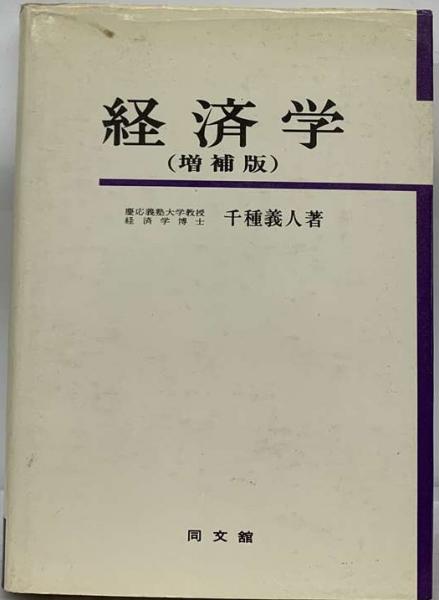 経済学
(増補版)
慶応義塾大学教授
経済学博士
千種義人著
同文舘